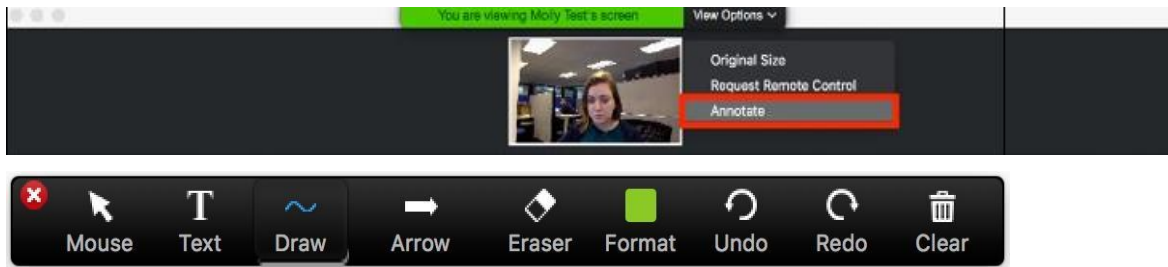 You are viewing Molly Test's screen View Options
Original Size
Request Remote Control
Annotate
Mouse Text Draw Arrow Eraser Format Undo Redo Clear